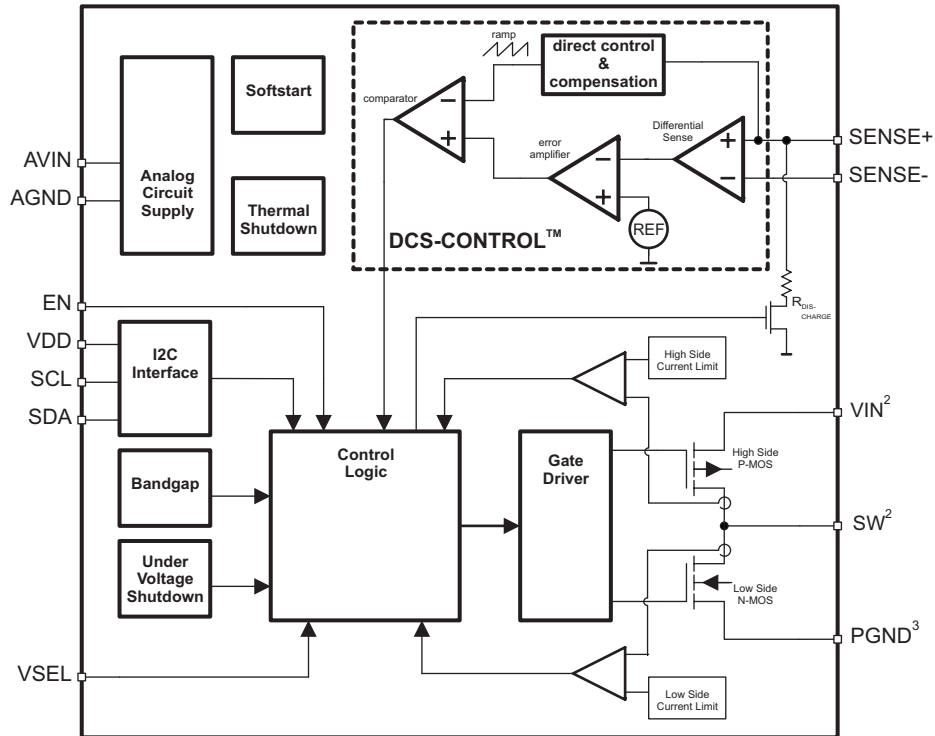 ramp
direct control
&
compensation
Softstart
comparator
−
+
Differential
Sense
error
amplifier
−
+
+
−
SENSE+
SENSE-
AVIN
AGND
Analog
Circuit
Supply
Thermal
Shutdown
REF
DCS-CONTROL™
EN
VDD
SCL
SDA
I2C
Interface
RDIS-
CHARGE
High Side
Current Limit
VIN²
Control
Logic
Gate
Driver
High Side
P-MOS
Bandgap
SW²
Under
Voltage
Shutdown
Low Side
N-MOS
PGND³
VSEL
Low Side
Current Limit